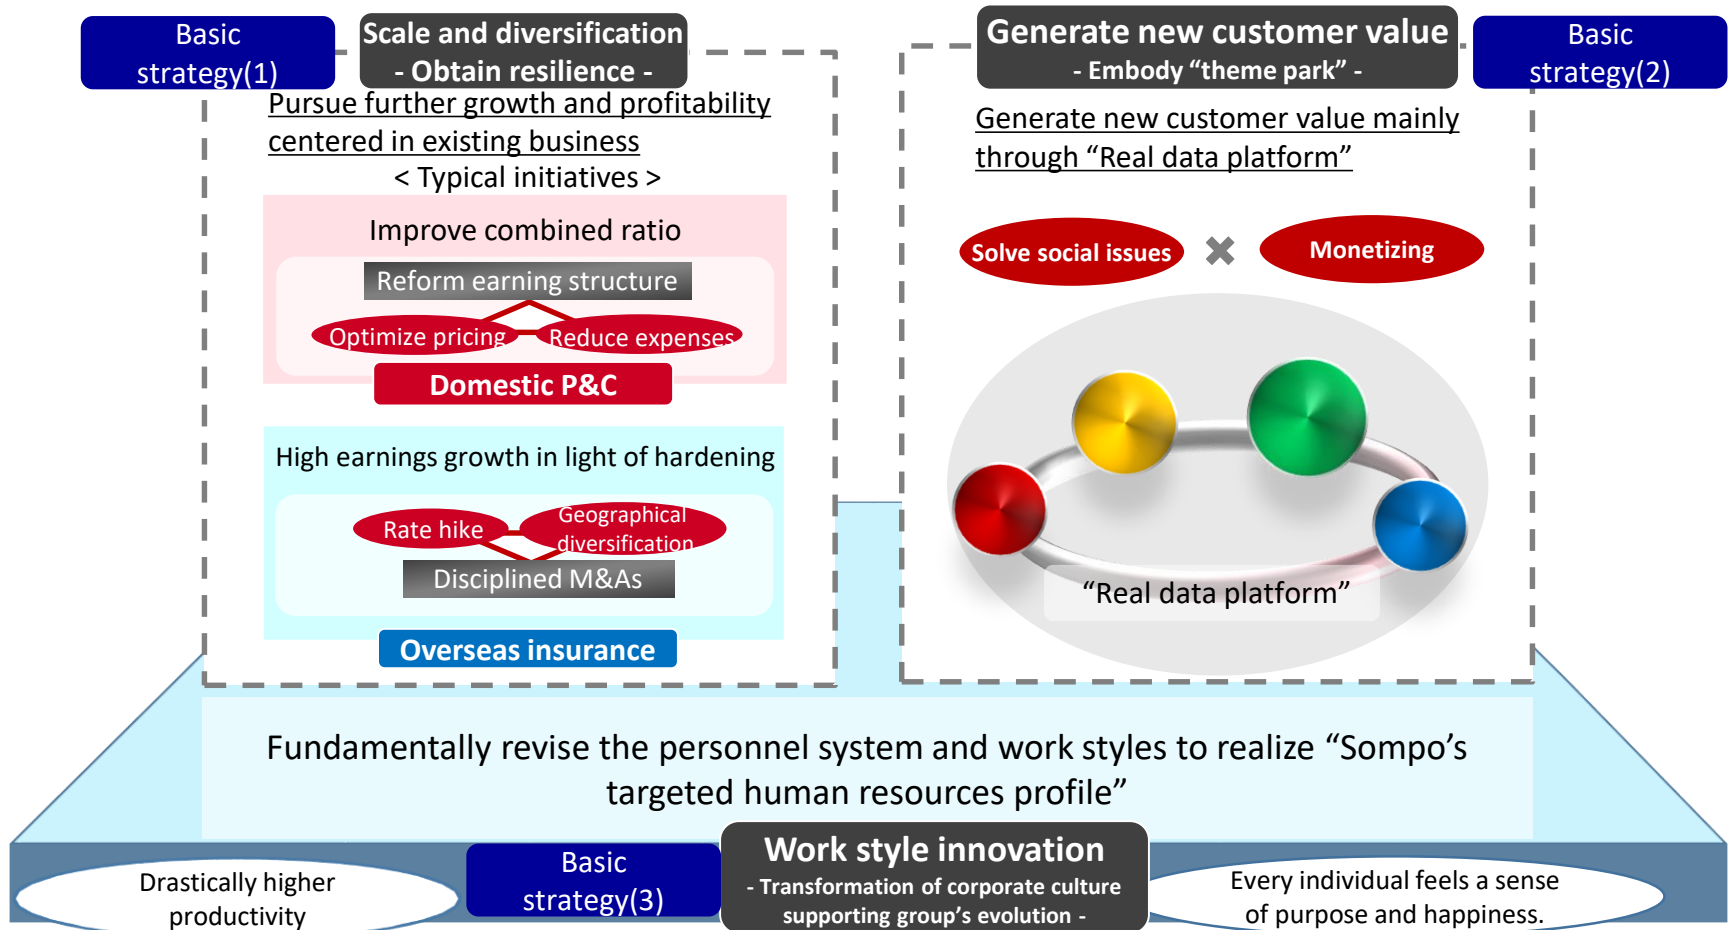 Basic
strategy(1)
Scale and diversification
- Obtain resilience -
Pursue further growth and profitability
centered in existing business
< Typical initiatives >
Improve combined ratio
Reform earning structure
Optimize pricing
Reduce expenses
Domestic P&C
High earnings growth in light of hardening
Rate hike
Geographical
diversification
Disciplined M&As
Overseas insurance
Generate new customer value
- Embody “theme park” -
Basic
strategy(2)
Generate new customer value mainly
through “Real data platform”
Solve social issues
Monetizing
“Real data platform”
Fundamentally revise the personnel system and work styles to realize “Sompo’s
targeted human resources profile”
Drastically higher
productivity
Basic
strategy(3)
Work style innovation
- Transformation of corporate culture
supporting group’s evolution -
Every individual feels a sense
of purpose and happiness.